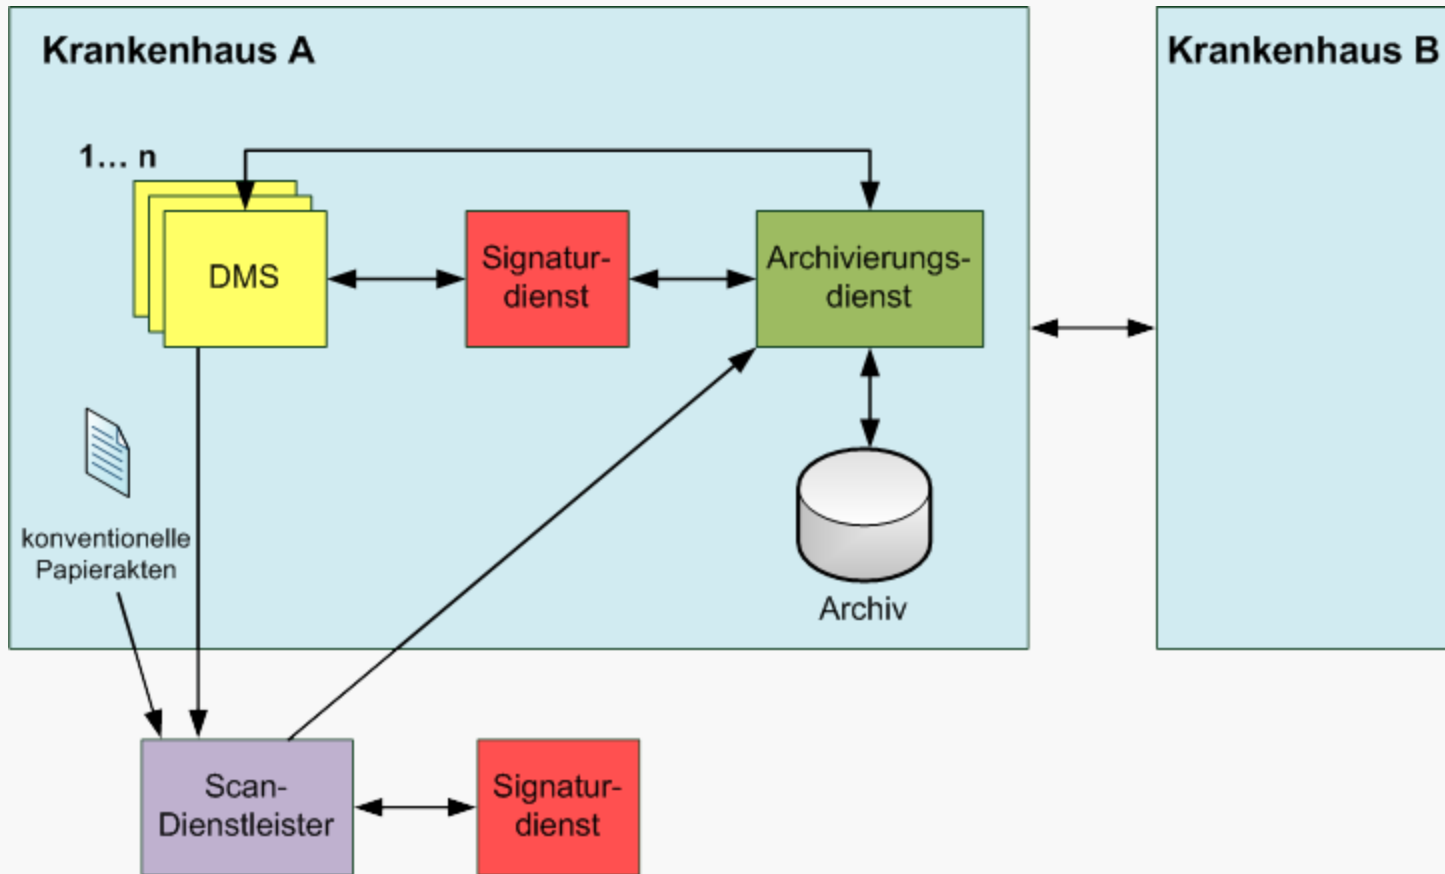 Krankenhaus A
Krankenhaus B
1... n
DMS
Signatur-
dienst
Archivierungs-
dienst
konventionelle
Papierakten
Archiv
Scan-
Dienstleister
Signatur-
dienst